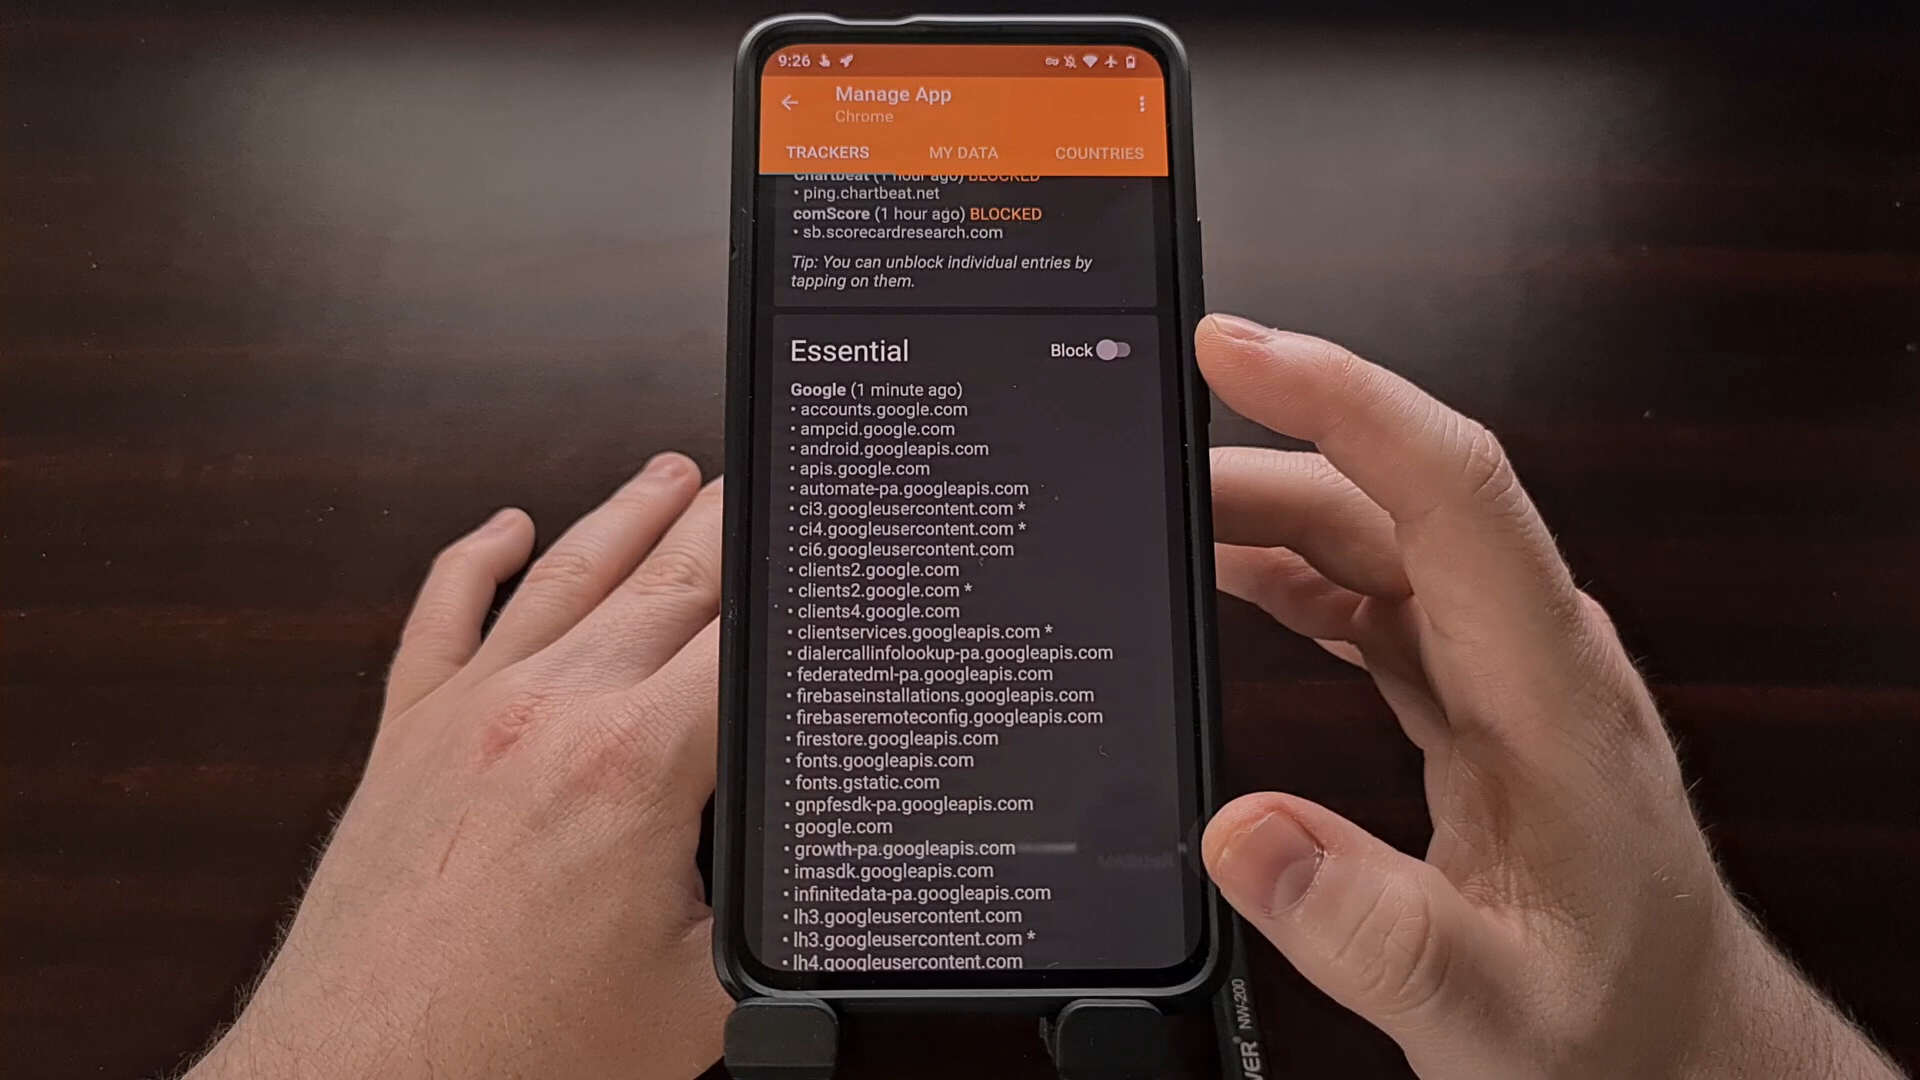 9:26
Manage App
Chrome
TRACKERS MY DATA COUNTRIES
Chartbeat (1 hour ago) BLOCKED
• ping.chartbeat.net
comScore (1 hour ago) BLOCKED
• sb.scorecardresearch.com
Tip: You can unblock individual entries by
tapping on them.
Essential Block
Google (1 minute ago)
• accounts.google.com
• ampcid.google.com
• android.googleapis.com
• apis.google.com
• automate-pa.googleapis.com
• ci3.googleusercontent.com *
• ci4.googleusercontent.com *
• ci6.googleusercontent.com
• clients2.google.com
• clients2.google.com *
• clients4.google.com
• clientservices.googleapis.com *
• dialercallinfolookup-pa.googleapis.com
• federatedml-pa.googleapis.com
• firebaseinstallations.googleapis.com
• firebaseremoteconfig.googleapis.com
• firestore.googleapis.com
• fonts.googleapis.com
• fonts.gstatic.com
• gnpfesdk-pa.googleapis.com
• google.com
• growth-pa.googleapis.com
• imasdk.googleapis.com
• infinitedata-pa.googleapis.com
• lh3.googleusercontent.com
• lh3.googleusercontent.com *
• lh4.googleusercontent.com
NW-200